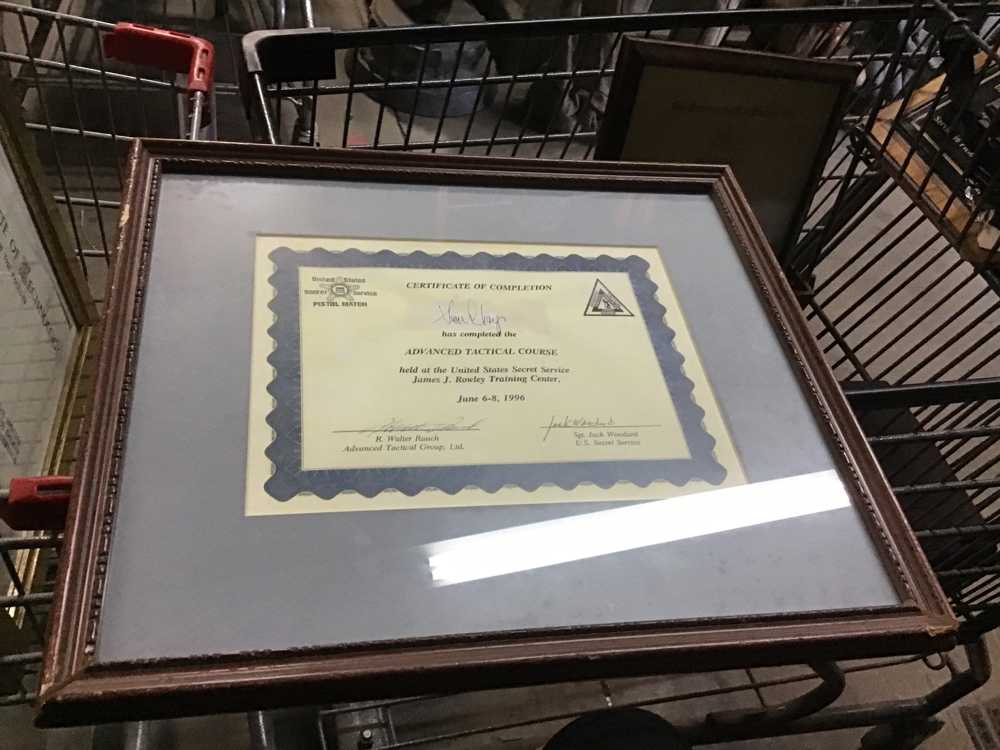 United States
Secret Service
PISTOL MATCH
CERTIFICATE OF COMPLETION
has completed the
ADVANCED TACTICAL COURSE
held at the United States Secret Service
James J. Rowley Training Center,
June 6-8, 1996
R. Walter Rauch
Advanced Tactical Group, Ltd.
Jack Woodard
Sgt. Jack Woodard
U.S. Secret Service